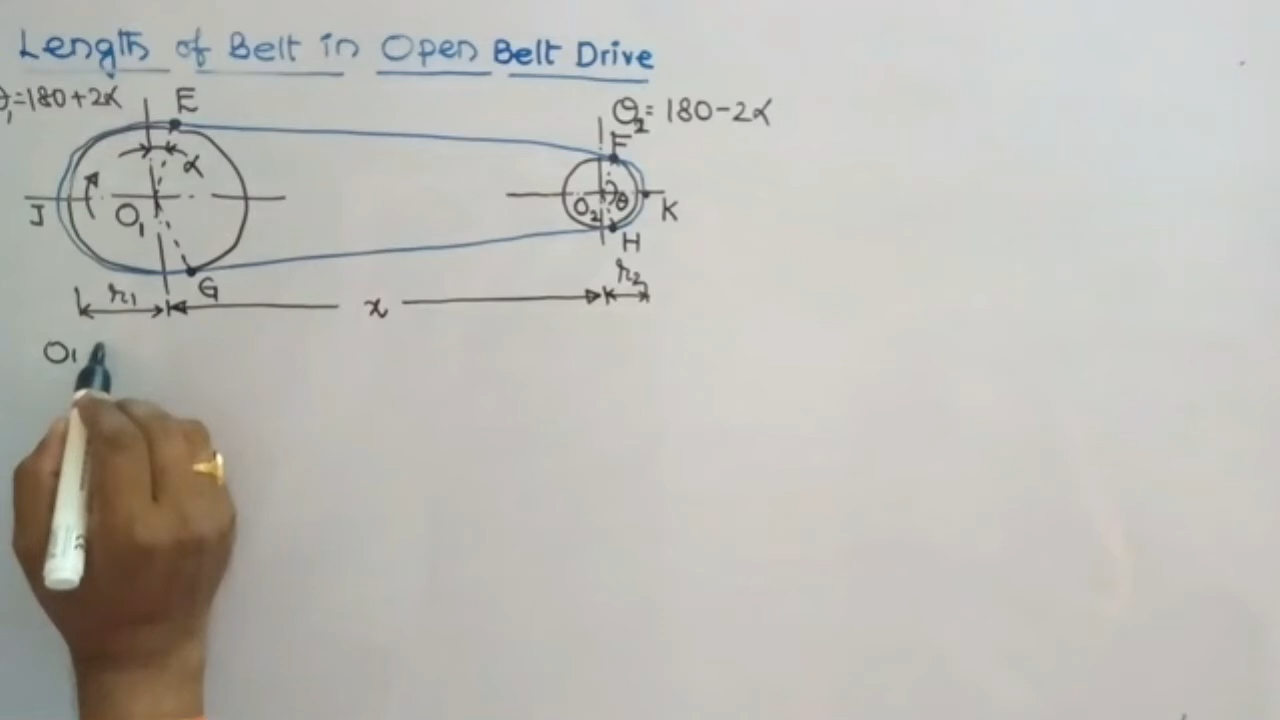 Length of Belt in Open Belt Drive
θ₁=180+2α
E
θ₂=180-2α
F
α
J
O₁
O₂
θ
K
H
G
r₁
x
r₂
O₁